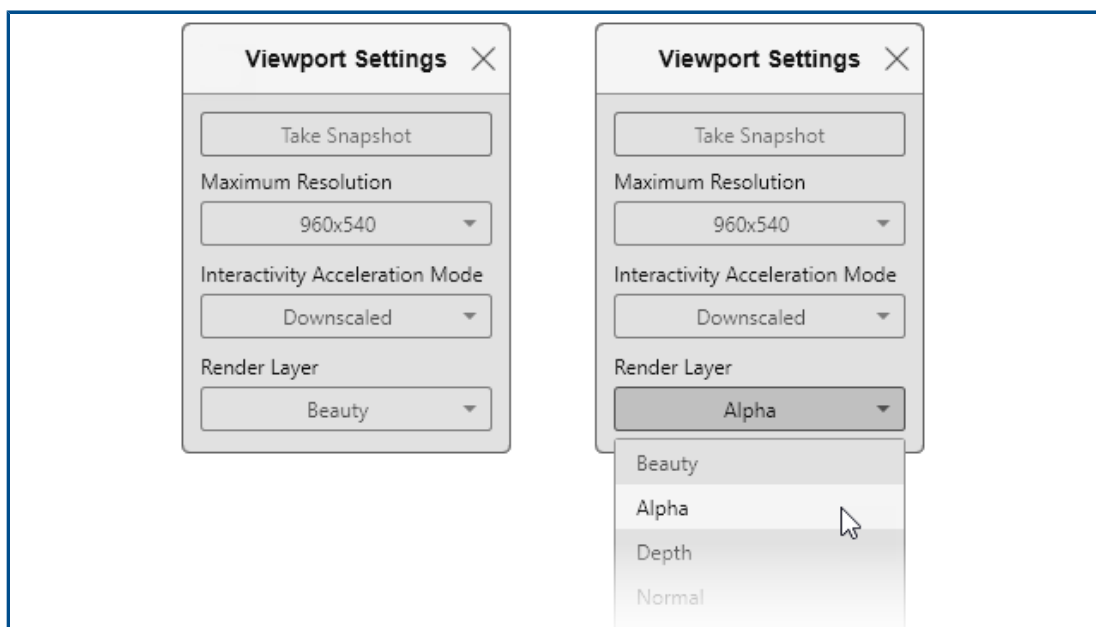 Viewport Settings
Take Snapshot
Maximum Resolution
960x540
Interactivity Acceleration Mode
Downscaled
Render Layer
Beauty
Viewport Settings
Take Snapshot
Maximum Resolution
960x540
Interactivity Acceleration Mode
Downscaled
Render Layer
Alpha
Beauty
Alpha
Depth
Normal